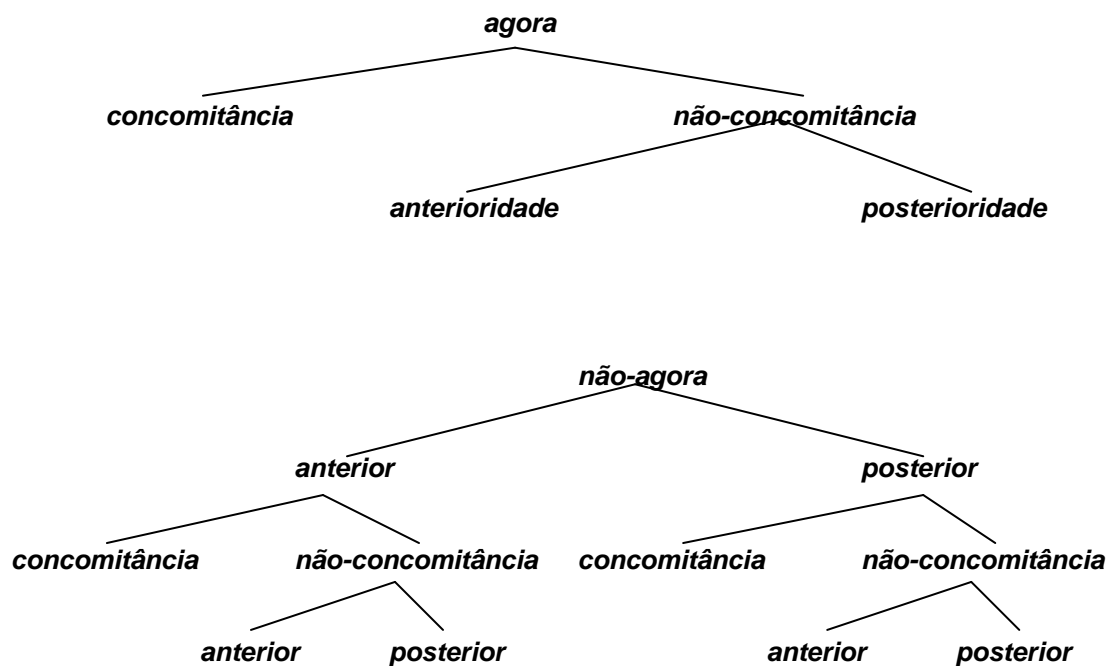 agora
concomitância não-concomitância
anterioridade posterioridade
não-agora
anterior posterior
concomitância não-concomitância concomitância não-concomitância
anterior posterior anterior posterior